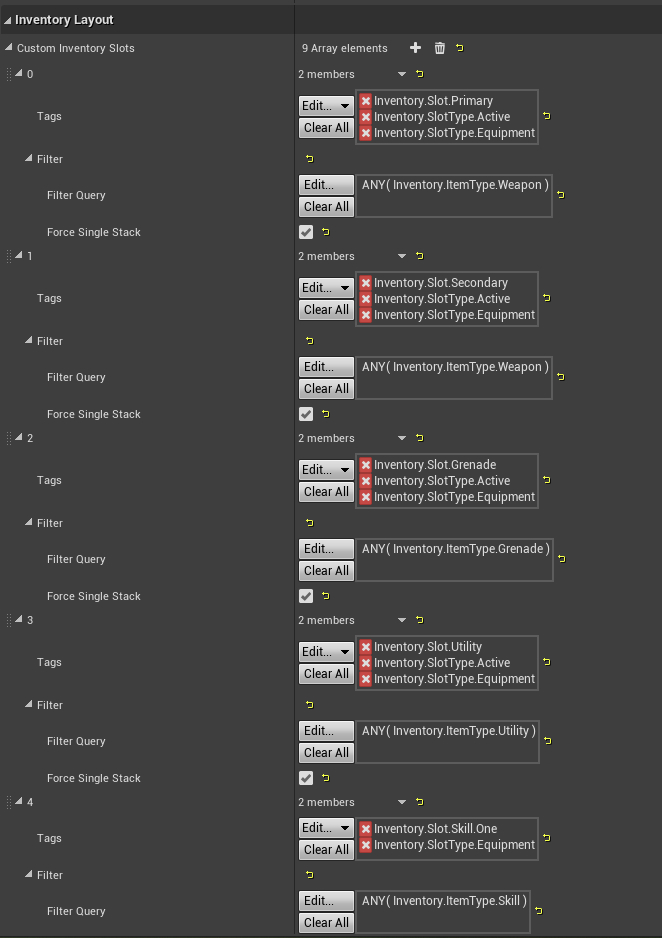 Inventory Layout
Custom Inventory Slots 9 Array elements
0 2 members
Tags
Edit...
Clear All
Inventory.Slot.Primary
Inventory.SlotType.Active
Inventory.SlotType.Equipment
Filter
Filter Query
Edit...
Clear All
ANY( Inventory.ItemType.Weapon )
Force Single Stack
1 2 members
Tags
Edit...
Clear All
Inventory.Slot.Secondary
Inventory.SlotType.Active
Inventory.SlotType.Equipment
Filter
Filter Query
Edit...
Clear All
ANY( Inventory.ItemType.Weapon )
Force Single Stack
2 2 members
Tags
Edit...
Clear All
Inventory.Slot.Grenade
Inventory.SlotType.Active
Inventory.SlotType.Equipment
Filter
Filter Query
Edit...
Clear All
ANY( Inventory.ItemType.Grenade )
Force Single Stack
3 2 members
Tags
Edit...
Clear All
Inventory.Slot.Utility
Inventory.SlotType.Active
Inventory.SlotType.Equipment
Filter
Filter Query
Edit...
Clear All
ANY( Inventory.ItemType.Utility )
Force Single Stack
4 2 members
Tags
Edit...
Clear All
Inventory.Slot.Skill.One
Inventory.SlotType.Equipment
Filter
Filter Query
Edit...
Clear All
ANY( Inventory.ItemType.Skill )